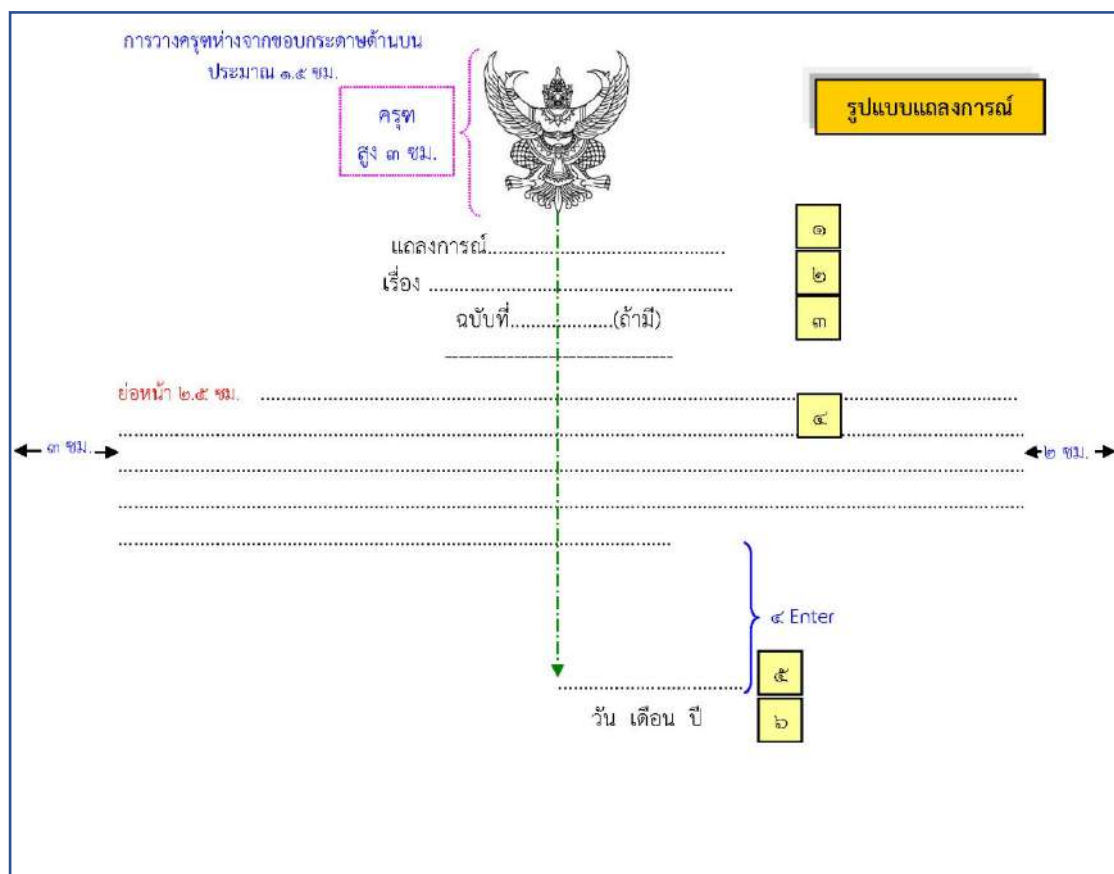 การวางครุฑห่างจากขอบกระดาษด้านบน
ประมาณ ๑.๕ ซม.
ครุฑ
สูง ๓ ซม.
รูปแบบแถลงการณ์
แถลงการณ์.......................................... ๑
เรื่อง ...................................................... ๒
ฉบับที่..................(ถ้ามี) ๓
---------------------------------
ย่อหน้า ๒.๕ ซม. ....................................................................................
๔
๓ ซม.
๒ ซม.
๔ Enter
................................. ๕
วัน เดือน ปี ๖